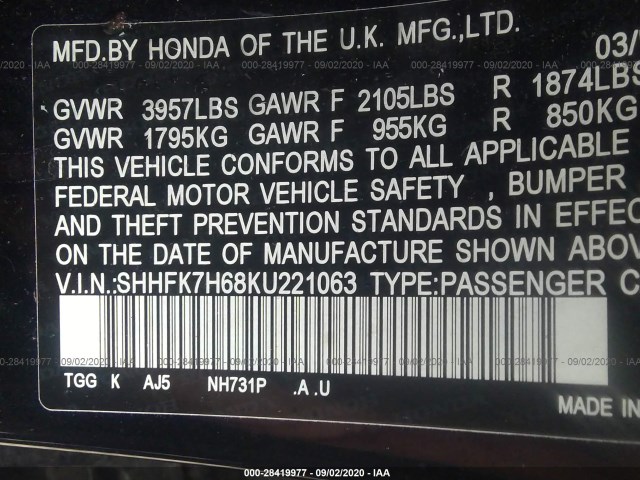 MFD.BY HONDA OF THE U.K. MFG.,LTD.
03/
GVWR 3957LBS GAWR F 2105LBS R 1874LBS
GVWR 1795KG GAWR F 955KG R 850KG
THIS VEHICLE CONFORMS TO ALL APPLICABLE
FEDERAL MOTOR VEHICLE SAFETY , BUMPER
AND THEFT PREVENTION STANDARDS IN EFFEC
ON THE DATE OF MANUFACTURE SHOWN ABOV
V.I.N.:SHHFK7H68KU221063 TYPE:PASSENGER C
TGG K AJ5 NH731P .A .U
MADE IN
000-28419977 - 09/02/2020 - IAA